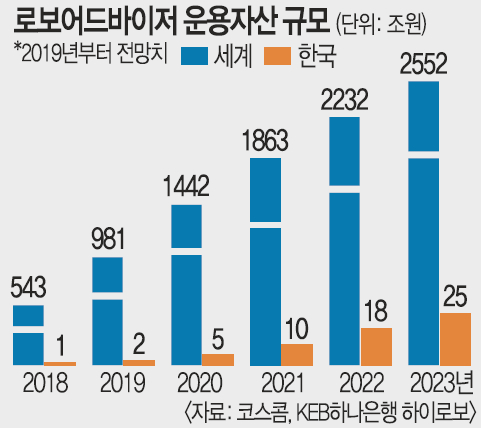 로보어드바이저 운용자산 규모 (단위: 조원)
*2019년부터 전망치 세계 한국
543 981 1442 1863 2232 2552
1 2 5 10 18 25
2018 2019 2020 2021 2022 2023년
〈자료: 코스콤, KEB하나은행 하이로보〉